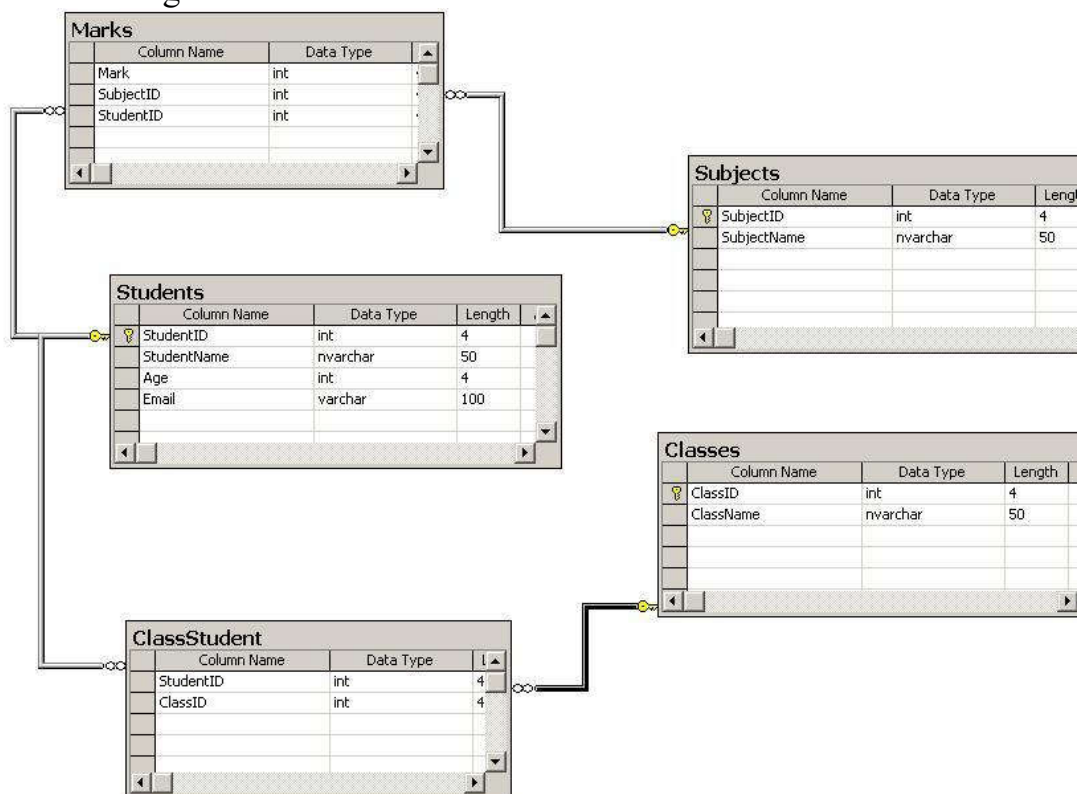 Marks
Column Name Data Type
Mark int
SubjectID int
StudentID int
Subjects
Column Name Data Type Lengt
SubjectID int 4
SubjectName nvarchar 50
Students
Column Name Data Type Length
StudentID int 4
StudentName nvarchar 50
Age int 4
Email varchar 100
Classes
Column Name Data Type Length
ClassID int 4
ClassName nvarchar 50
ClassStudent
Column Name Data Type L
StudentID int 4
ClassID int 4